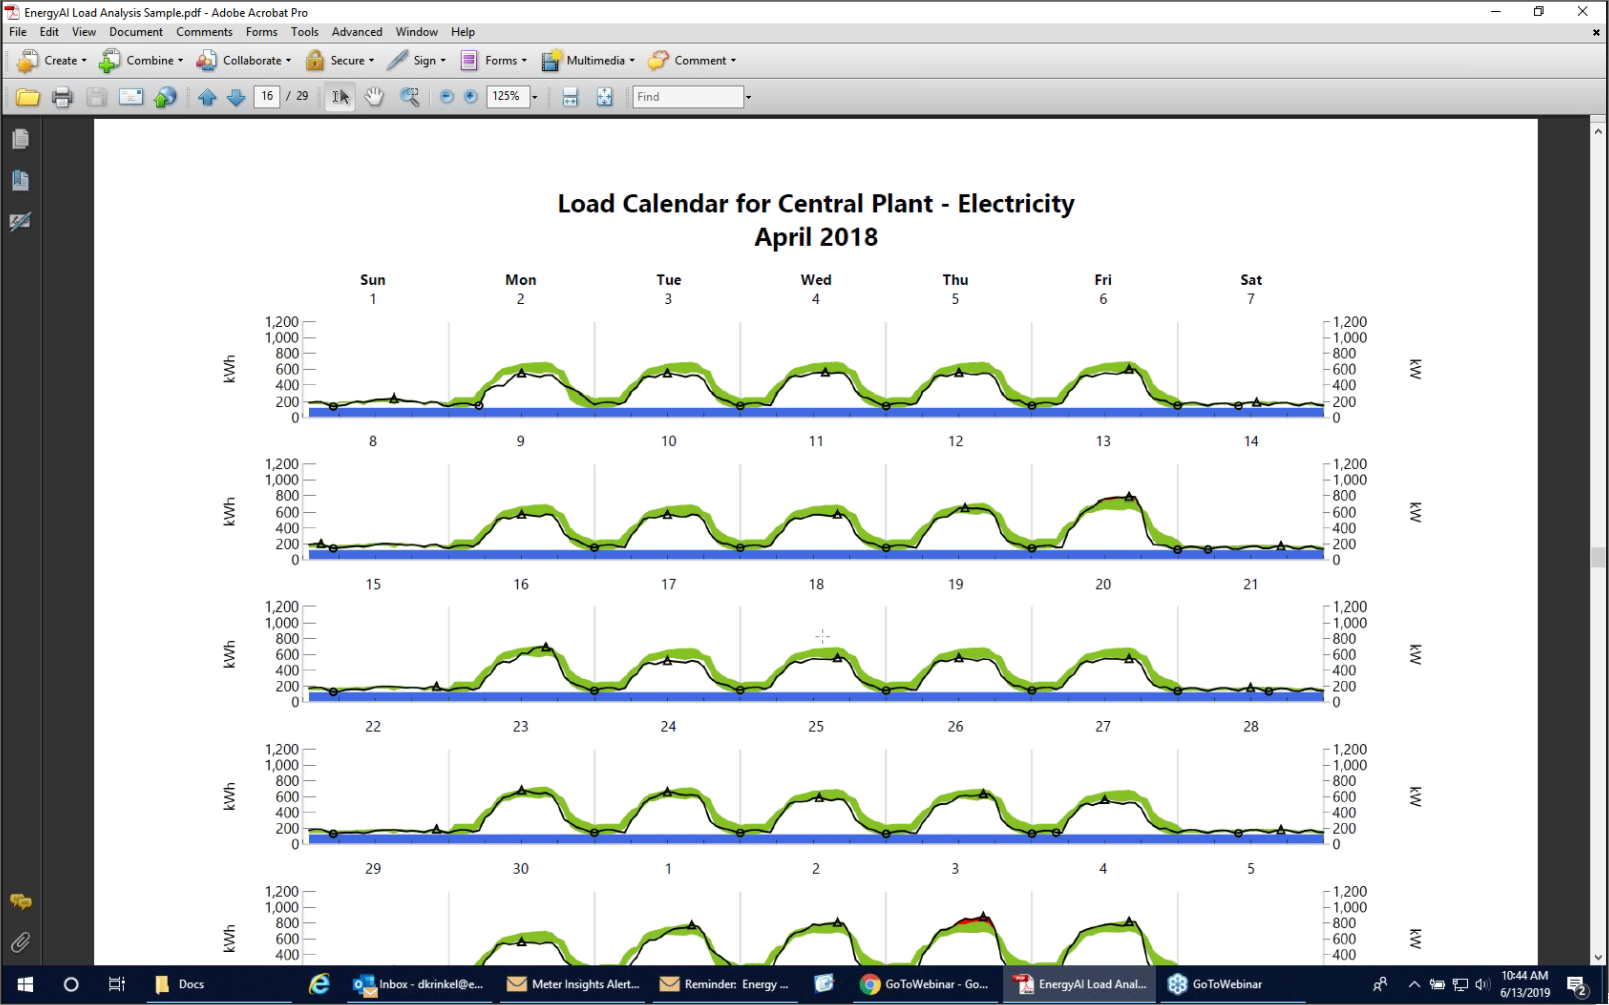 EnergyAI Load Analysis Sample.pdf - Adobe Acrobat Pro
File Edit View Document Comments Forms Tools Advanced Window Help
Create Combine Collaborate Secure Sign Forms Multimedia Comment
16 / 29 125% Find
Load Calendar for Central Plant - Electricity
April 2018
Sun Mon Tue Wed Thu Fri Sat
1 2 3 4 5 6 7
1,200 1,200
1,000 1,000
800 800
kWh 600 600 kW
400 400
200 200
0 0
8 9 10 11 12 13 14
1,200 1,200
1,000 1,000
800 800
kWh 600 600 kW
400 400
200 200
0 0
15 16 17 18 19 20 21
1,200 1,200
1,000 1,000
800 800
kWh 600 600 kW
400 400
200 200
0 0
22 23 24 25 26 27 28
1,200 1,200
1,000 1,000
800 800
kWh 600 600 kW
400 400
200 200
0 0
29 30 1 2 3 4 5
1,200 1,200
1,000 1,000
800 800
kWh 600 600 kW
400 400
Docs Inbox - dkrinkel@e... Meter Insights Alert... Reminder: Energy ... GoToWebinar - Go... EnergyAI Load Anal... GoToWebinar 10:44 AM
6/13/2019 2